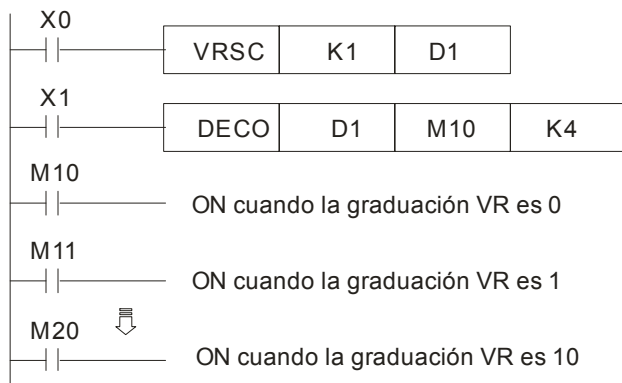 X0
VRSC K1 D1
X1
DECO D1 M10 K4
M10
ON cuando la graduación VR es 0
M11
ON cuando la graduación VR es 1
M20
ON cuando la graduación VR es 10